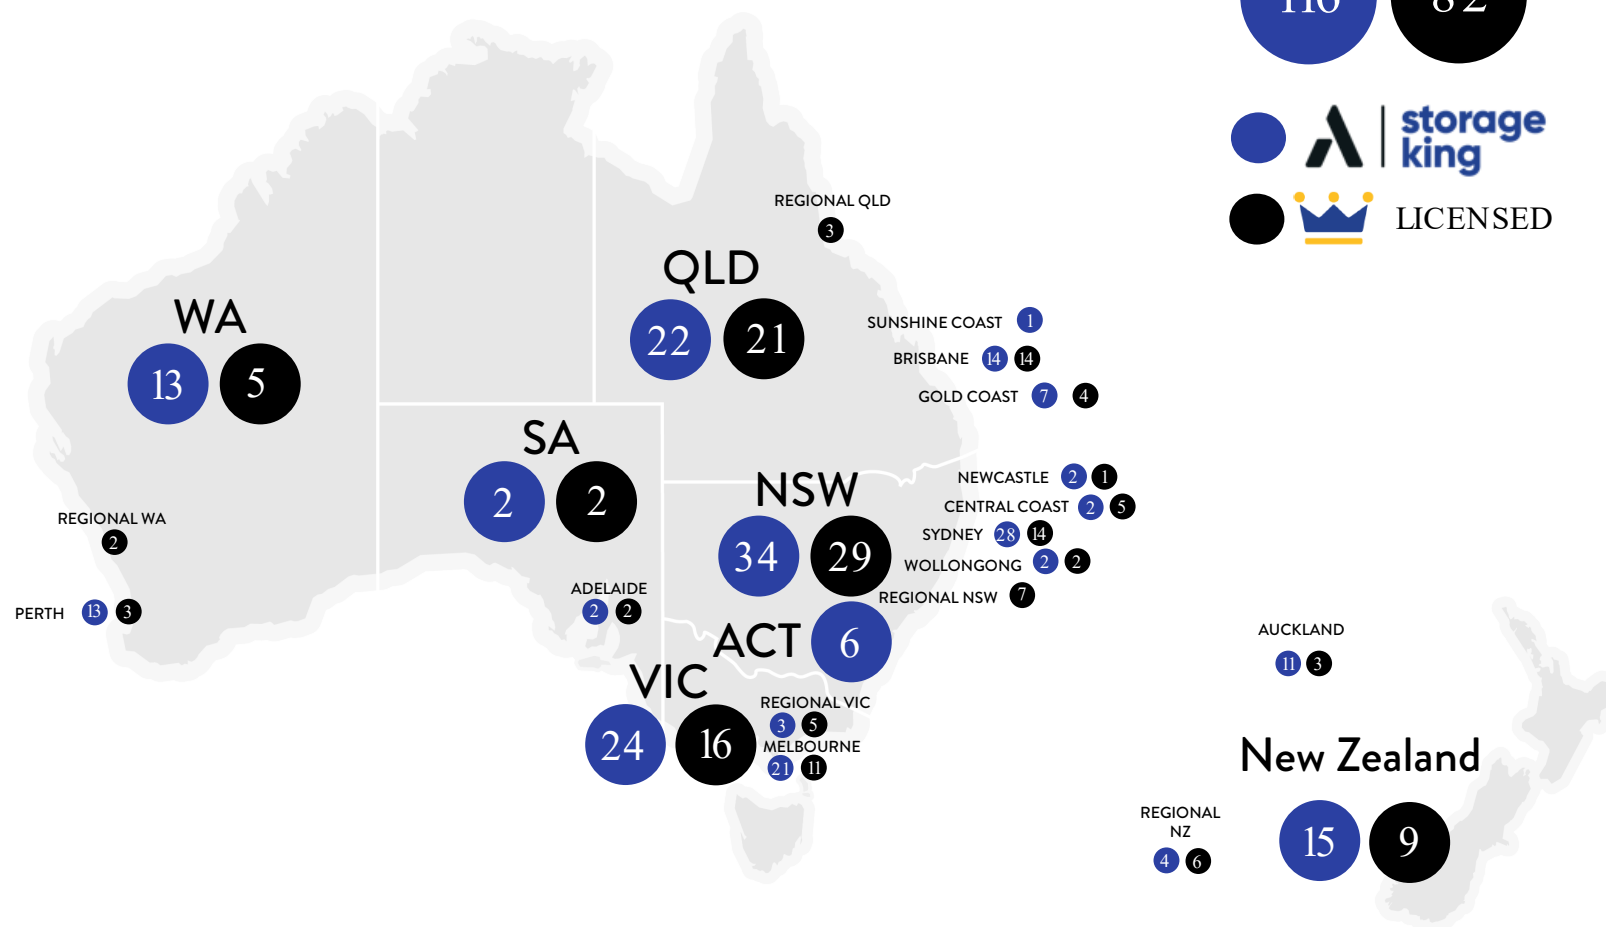 116 82
storage
king
LICENSED
REGIONAL QLD
3
QLD
22 21
WA
13 5
SUNSHINE COAST 1
BRISBANE 14 14
GOLD COAST 7 4
SA
2 2
NSW
34 29
NEWCASTLE 2 1
CENTRAL COAST 2 5
SYDNEY 28 14
WOLLONGONG 2 2
REGIONAL NSW 7
REGIONAL WA
2
PERTH 13 3
ADELAIDE
2 2
ACT 6
VIC
24 16
REGIONAL VIC
3 5
MELBOURNE
21 11
AUCKLAND
11 3
New Zealand
15 9
REGIONAL
NZ
4 6